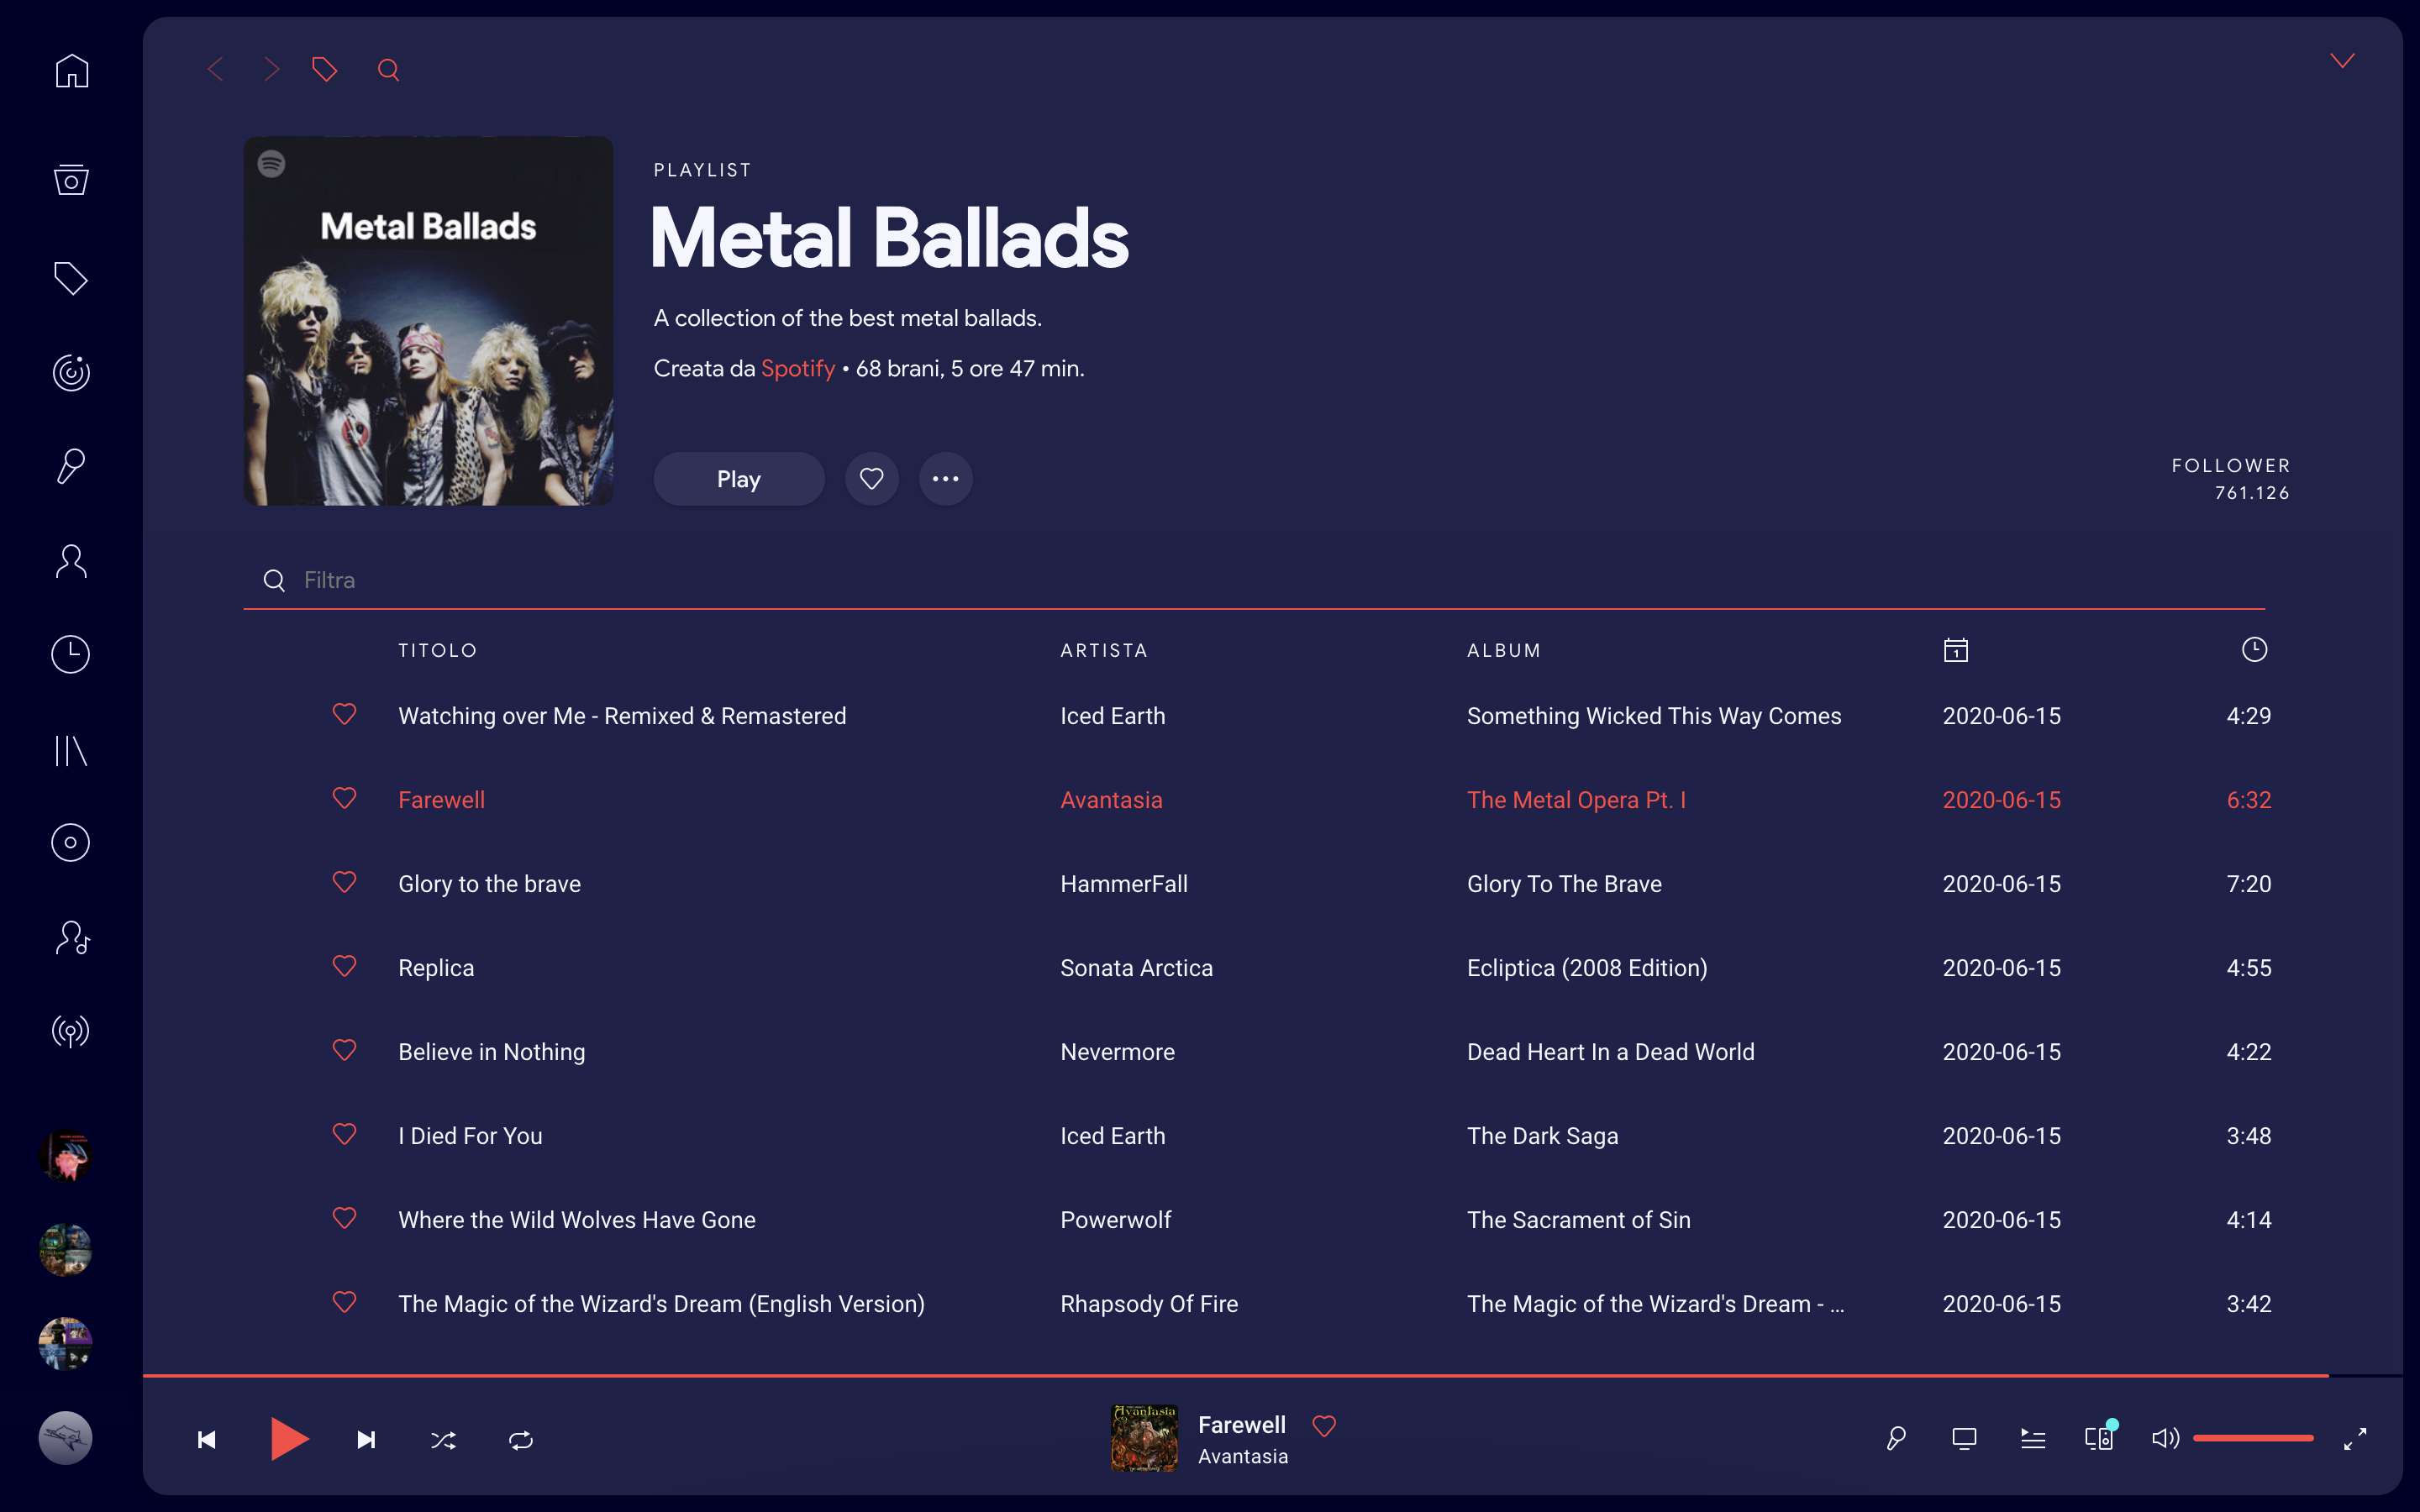 Metal Ballads
PLAYLIST
Metal Ballads
A collection of the best metal ballads.
Creata da Spotify • 68 brani, 5 ore 47 min.
Play
FOLLOWER
761.126
Filtra
TITOLO ARTISTA ALBUM 1
Watching over Me - Remixed & Remastered Iced Earth Something Wicked This Way Comes 2020-06-15 4:29
Farewell Avantasia The Metal Opera Pt. I 2020-06-15 6:32
Glory to the brave HammerFall Glory To The Brave 2020-06-15 7:20
Replica Sonata Arctica Ecliptica (2008 Edition) 2020-06-15 4:55
Believe in Nothing Nevermore Dead Heart In a Dead World 2020-06-15 4:22
I Died For You Iced Earth The Dark Saga 2020-06-15 3:48
Where the Wild Wolves Have Gone Powerwolf The Sacrament of Sin 2020-06-15 4:14
The Magic of the Wizard's Dream (English Version) Rhapsody Of Fire The Magic of the Wizard's Dream - ... 2020-06-15 3:42
Avantasia
Farewell
Avantasia